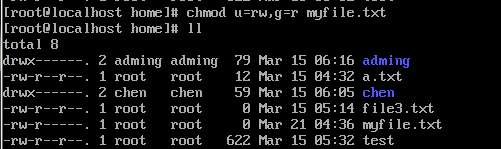 [root@localhost home]# chmod u=rw,g=r myfile.txt
[root@localhost home]# ll
total 8
drwx------. 2 adming adming  79 Mar 15 06:16 adming
-rw-r--r--. 1 root   root    12 Mar 15 04:32 a.txt
drwx------. 2 chen   chen    59 Mar 15 06:05 chen
-rw-r--r--. 1 root   root     0 Mar 15 05:14 file3.txt
-rw-r-----. 1 root   root     0 Mar 21 04:36 myfile.txt
-rw-r--r--. 1 root   root   622 Mar 15 05:32 test